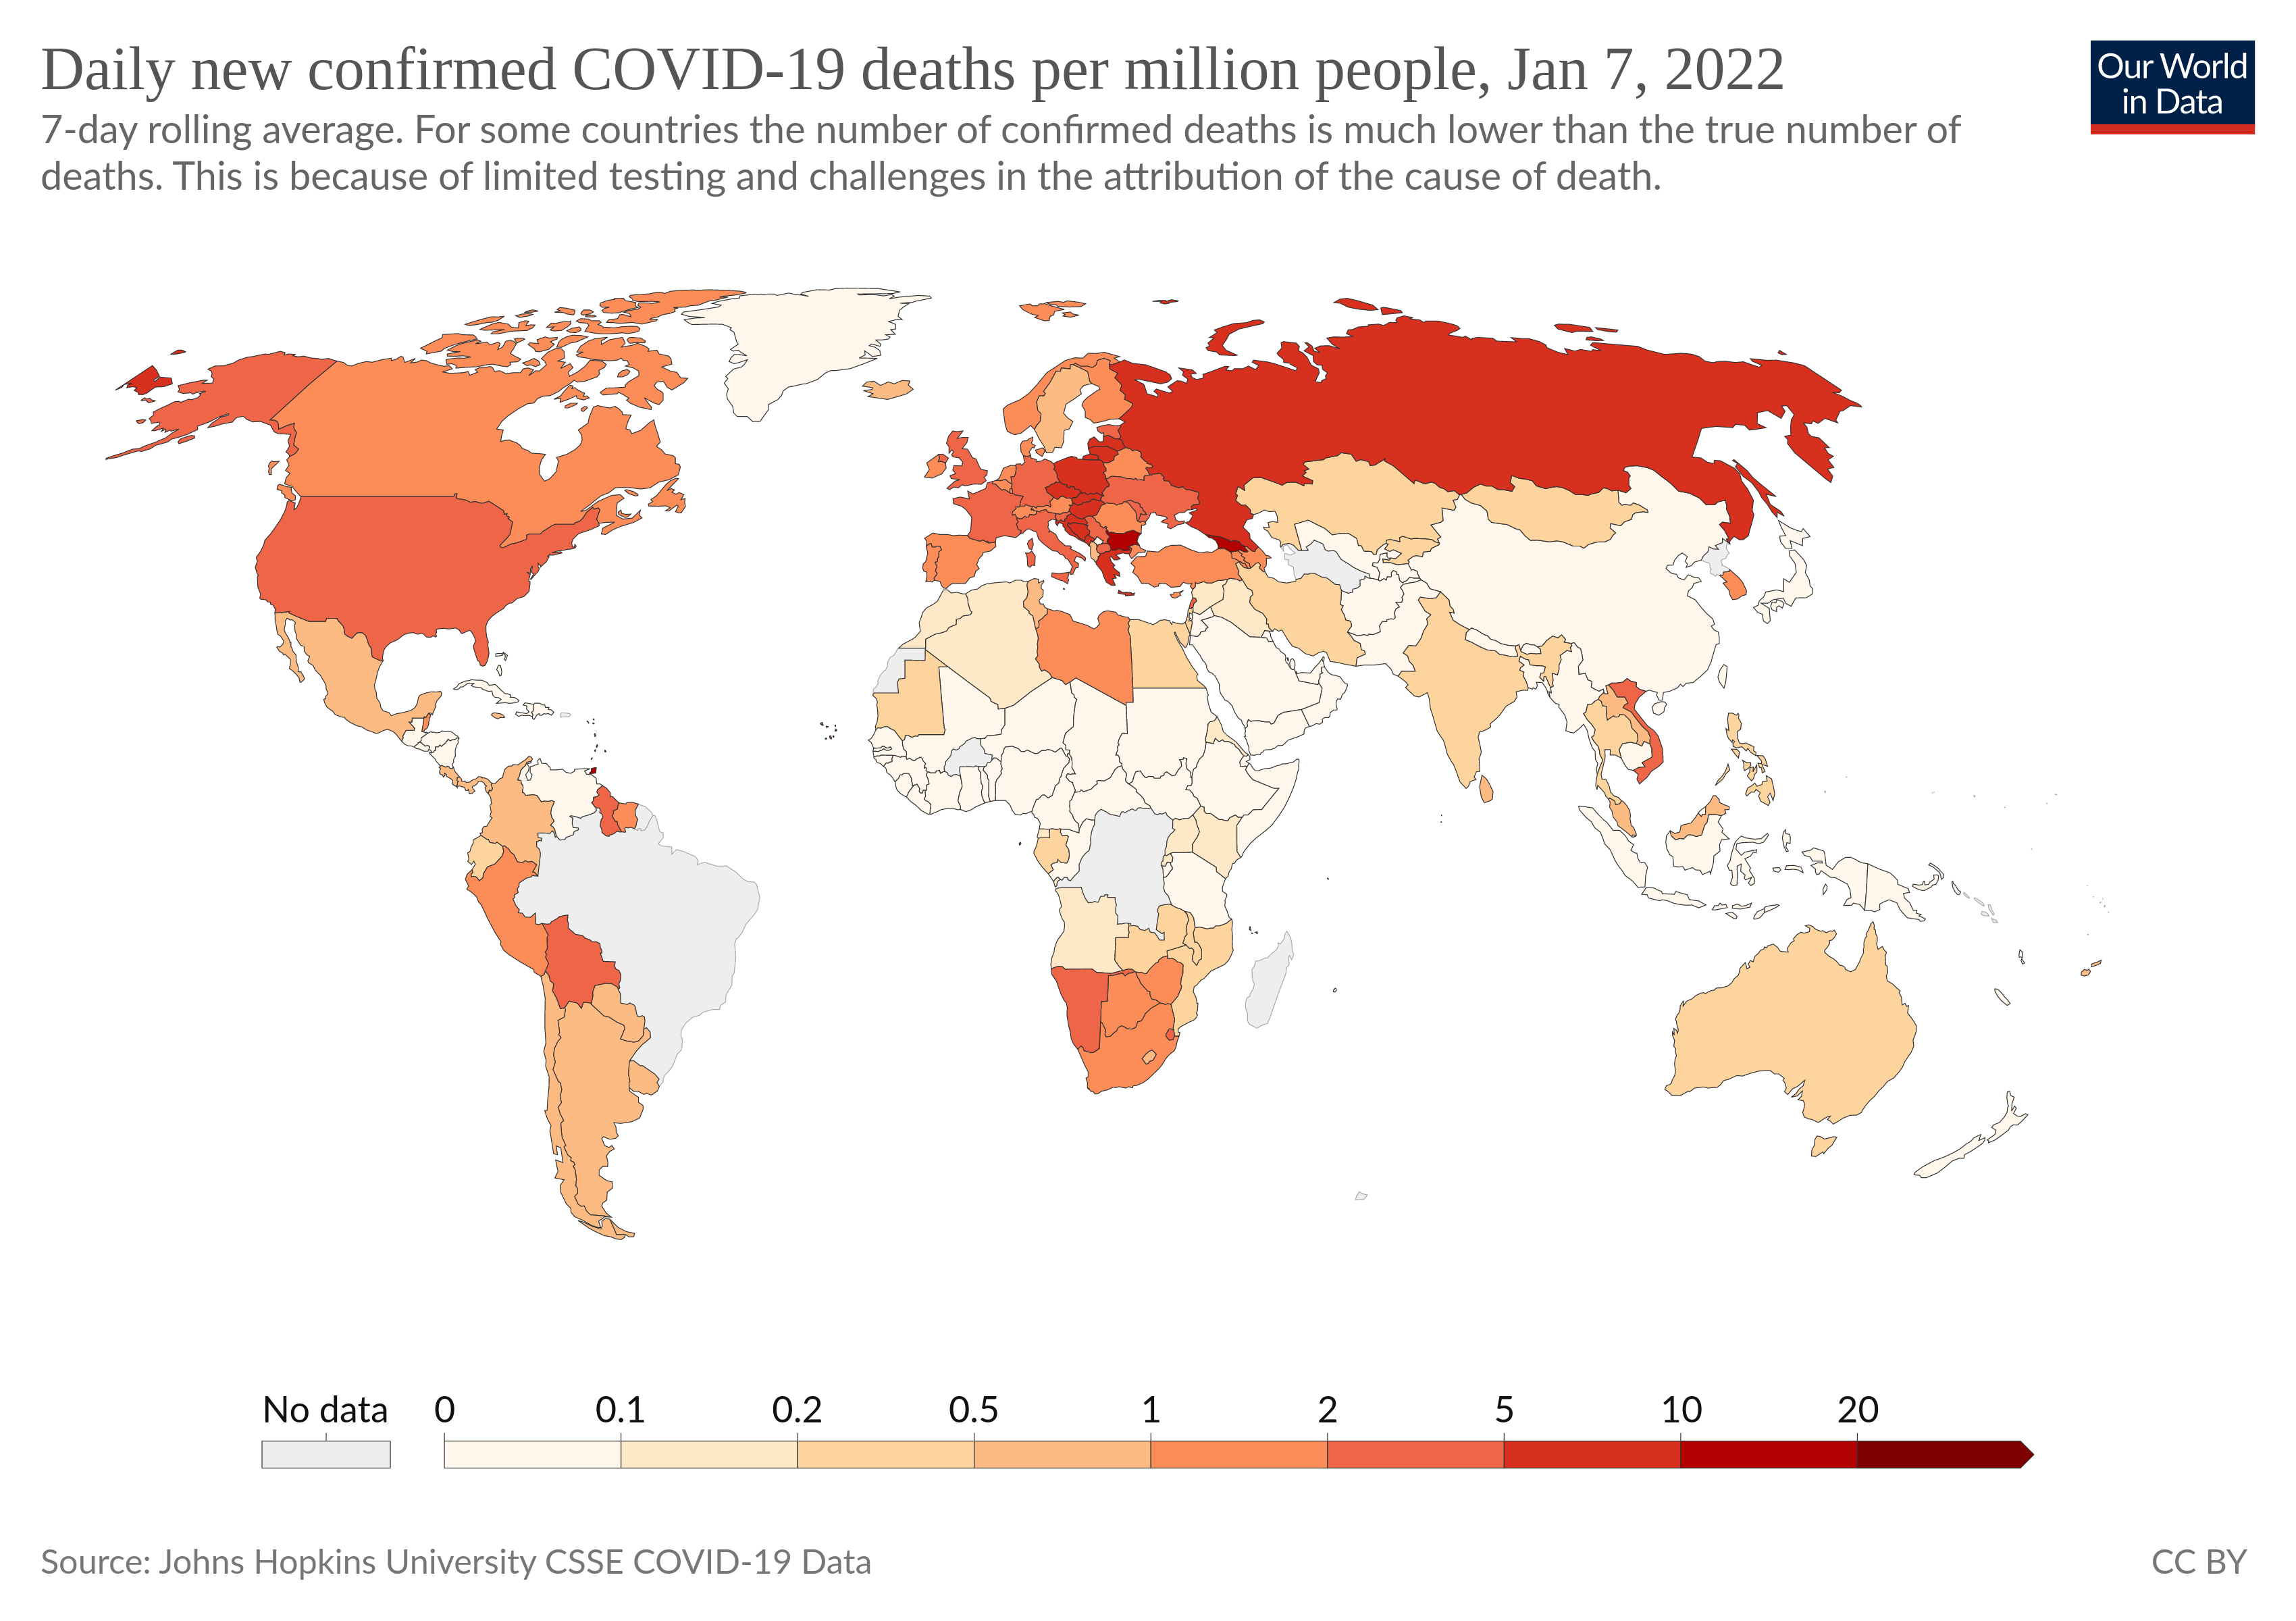 Daily new confirmed COVID-19 deaths per million people, Jan 7, 2022
Our World
in Data
7-day rolling average. For some countries the number of confirmed deaths is much lower than the true number of
deaths. This is because of limited testing and challenges in the attribution of the cause of death.
No data 0 0.1 0.2 0.5 1 2 5 10 20
Source: Johns Hopkins University CSSE COVID-19 Data
CC BY